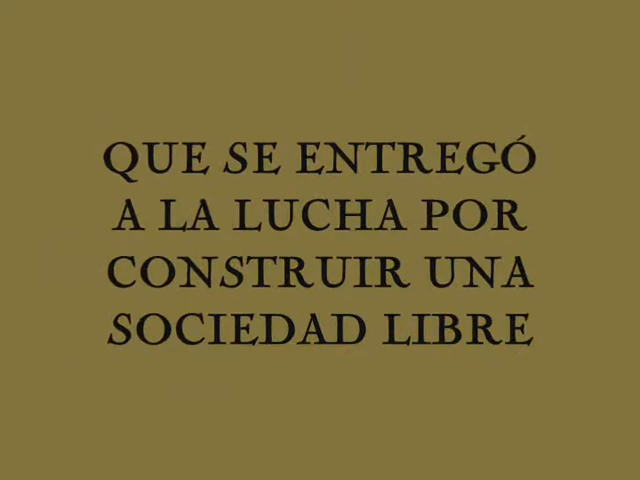 QUE SE ENTREGÓ
A LA LUCHA POR
CONSTRUIR UNA
SOCIEDAD LIBRE